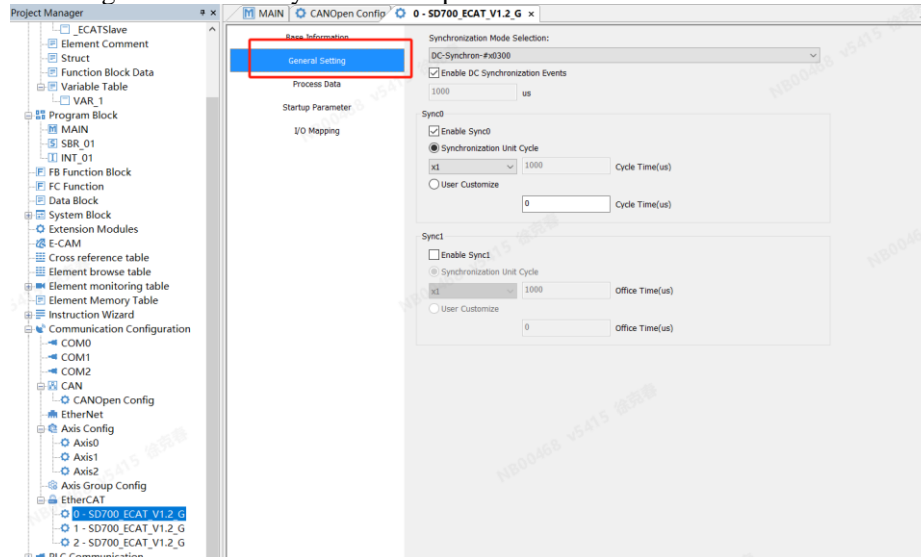 Project Manager
MAIN
CANOpen Config
0 - SD700_ECAT_V1.2_G
_ECATSlave
Element Comment
Struct
Function Block Data
Variable Table
VAR_1
Program Block
MAIN
SBR_01
INT_01
FB Function Block
FC Function
Data Block
System Block
Extension Modules
E-CAM
Cross reference table
Element browse table
Element monitoring table
Element Memory Table
Instruction Wizard
Communication Configuration
COM0
COM1
COM2
CAN
CANOpen Config
EtherNet
Axis Config
Axis0
Axis1
Axis2
Axis Group Config
EtherCAT
0 - SD700_ECAT_V1.2_G
1 - SD700_ECAT_V1.2_G
2 - SD700_ECAT_V1.2_G
PLC Communication
Base Information
General Setting
Process Data
Startup Parameter
I/O Mapping
Synchronization Mode Selection:
DC-Synchron-#x0300
Enable DC Synchronization Events
1000 us
Sync0
Enable Sync0
Synchronization Unit Cycle
x1 1000 Cycle Time(us)
User Customize
0 Cycle Time(us)
Sync1
Enable Sync1
Synchronization Unit Cycle
x1 1000 Office Time(us)
User Customize
0 Office Time(us)